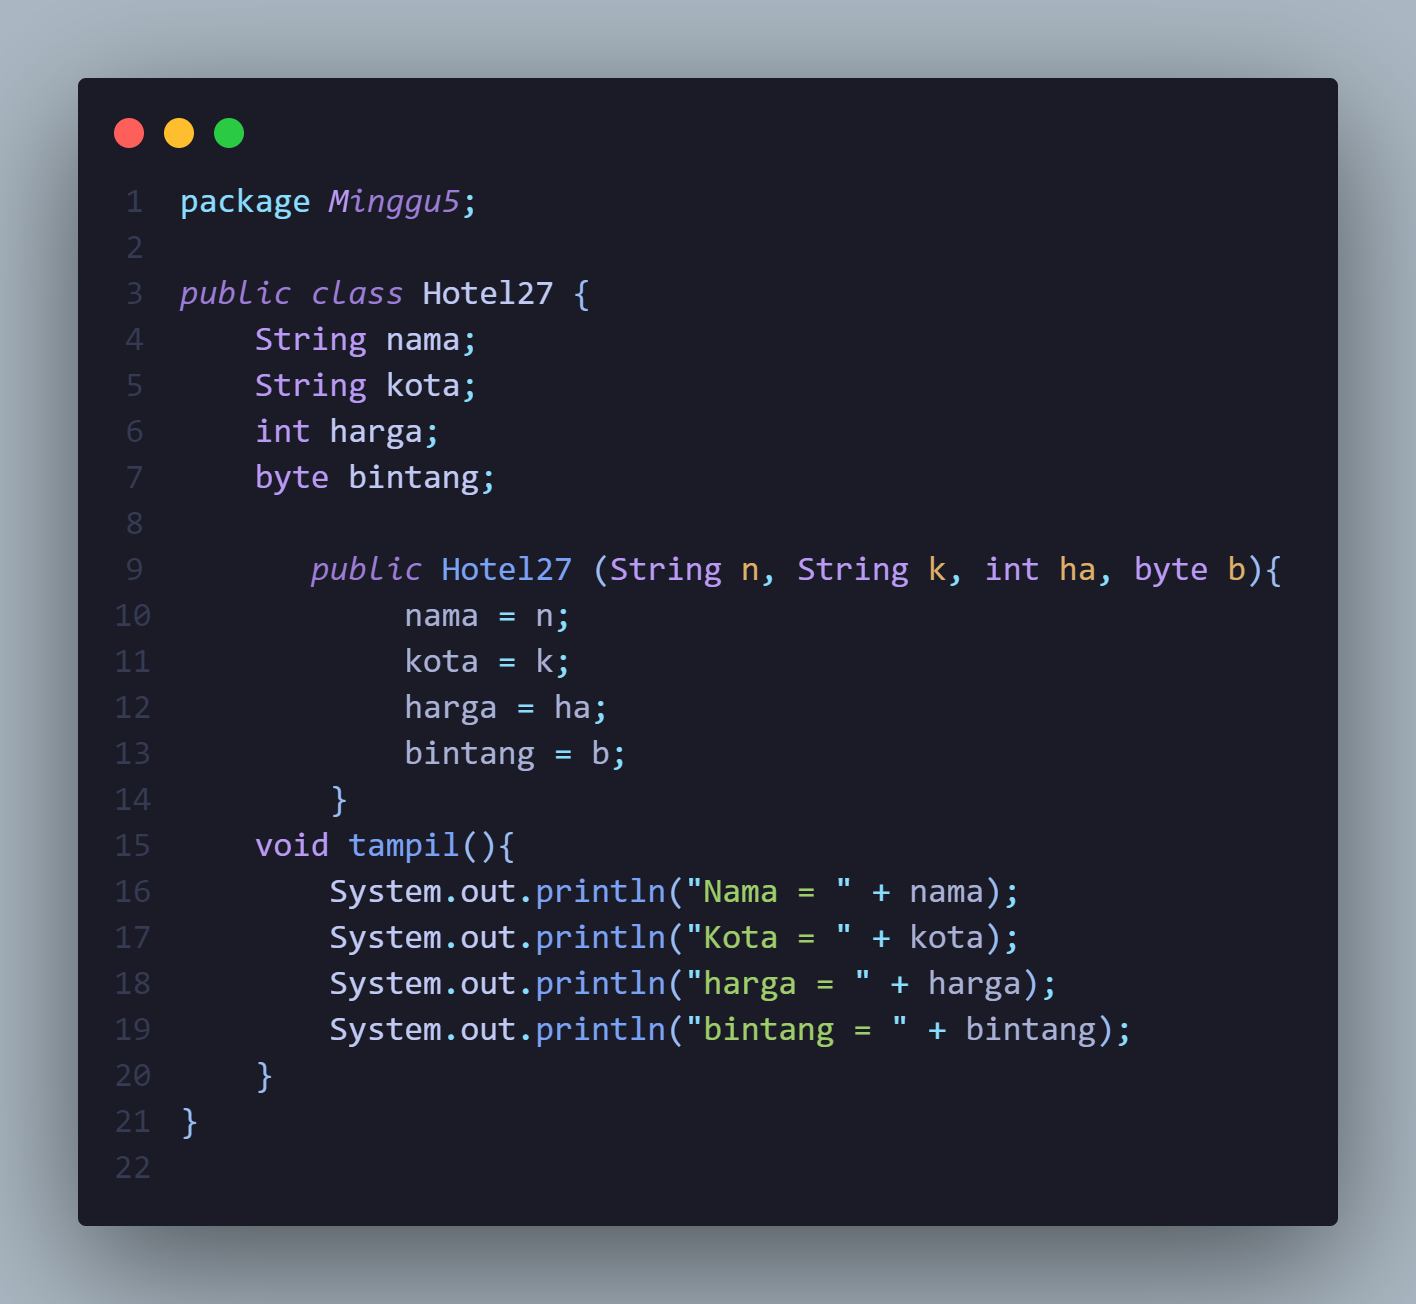 1 package Minggu5;
2
3 public class Hotel27 {
4     String nama;
5     String kota;
6     int harga;
7     byte bintang;
8
9        public Hotel27 (String n, String k, int ha, byte b){
10             nama = n;
11             kota = k;
12             harga = ha;
13             bintang = b;
14         }
15     void tampil(){
16         System.out.println("Nama = " + nama);
17         System.out.println("Kota = " + kota);
18         System.out.println("harga = " + harga);
19         System.out.println("bintang = " + bintang);
20     }
21 }
22